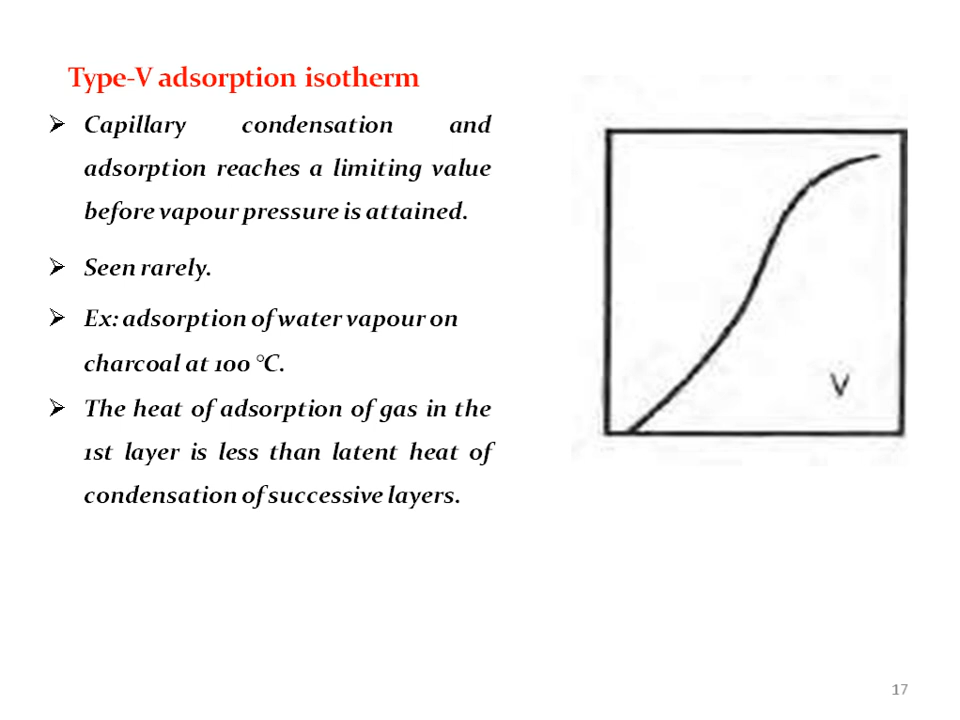 Type-V adsorption isotherm
➢ Capillary condensation and
adsorption reaches a limiting value
before vapour pressure is attained.
➢ Seen rarely.
➢ Ex: adsorption of water vapour on
charcoal at 100 °C.
➢ The heat of adsorption of gas in the
1st layer is less than latent heat of
condensation of successive layers.
V
17